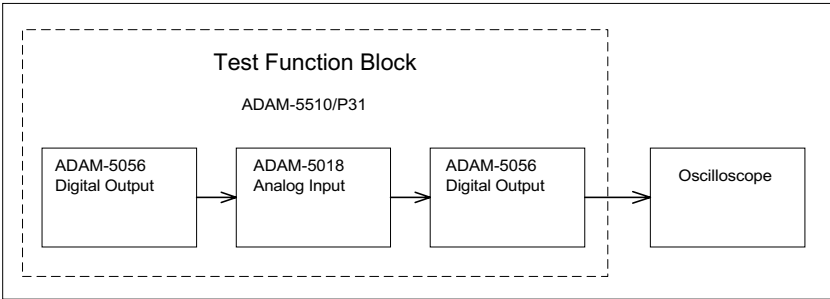 Test Function Block
ADAM-5510/P31
ADAM-5056
Digital Output
ADAM-5018
Analog Input
ADAM-5056
Digital Output
Oscilloscope